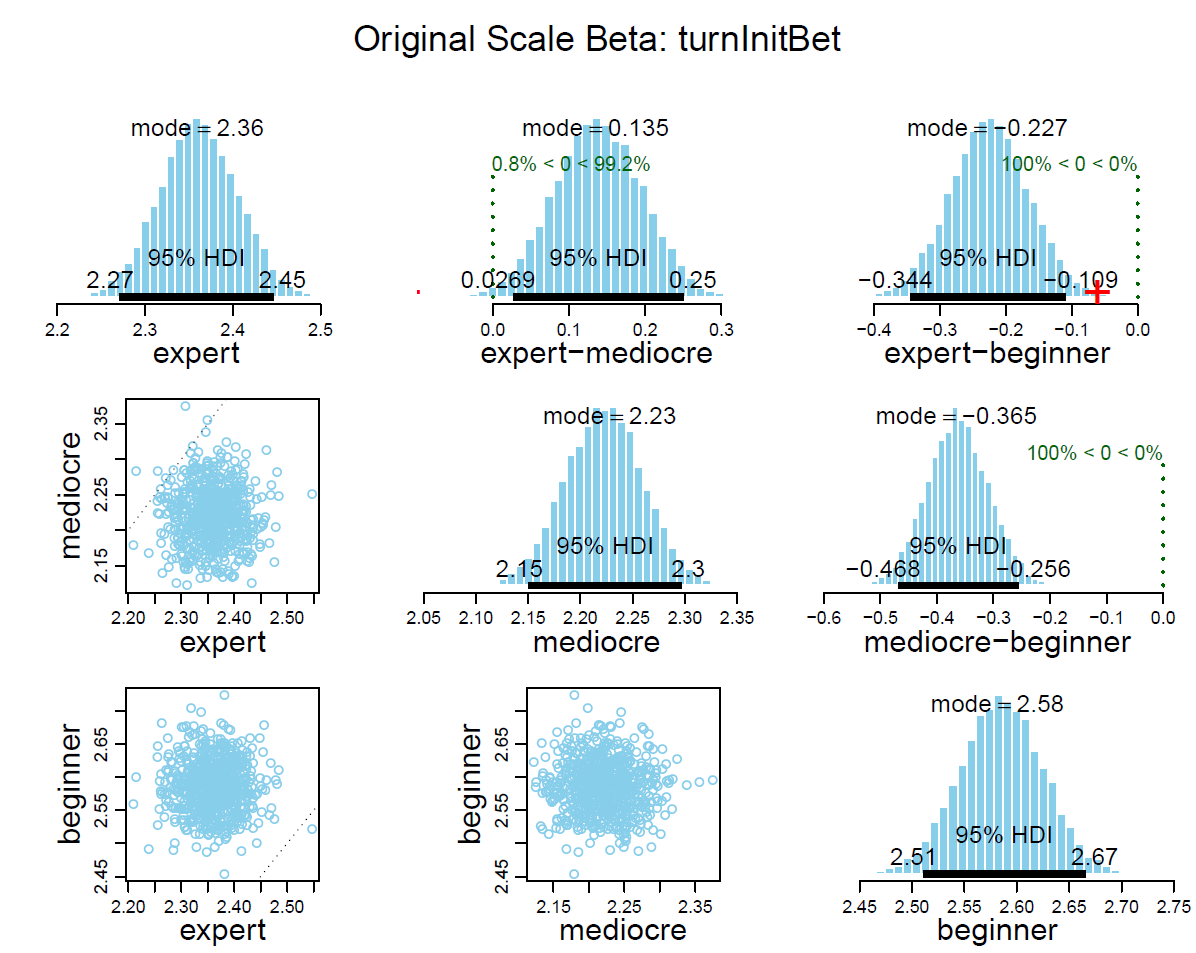 Original Scale Beta: turnInitBet
mode = 2.36
95% HDI
2.27 2.45
2.2 2.3 2.4 2.5
expert
mode = 0.135
0.8% < 0 < 99.2%
95% HDI
0.0269 0.25
0.0 0.1 0.2 0.3
expert−mediocre
mode = −0.227
100% < 0 < 0%
95% HDI
−0.344 −0.109
−0.4 −0.3 −0.2 −0.1 0.0
expert−beginner
mediocre
2.15 2.25 2.35
2.20 2.30 2.40 2.50
expert
mode = 2.23
95% HDI
2.15 2.3
2.05 2.10 2.15 2.20 2.25 2.30 2.35
mediocre
mode = −0.365
100% < 0 < 0%
95% HDI
−0.468 −0.256
−0.6 −0.5 −0.4 −0.3 −0.2 −0.1 0.0
mediocre−beginner
beginner
2.45 2.55 2.65
2.20 2.30 2.40 2.50
expert
beginner
2.45 2.55 2.65
2.15 2.25 2.35
mediocre
mode = 2.58
95% HDI
2.51 2.67
2.45 2.50 2.55 2.60 2.65 2.70 2.75
beginner